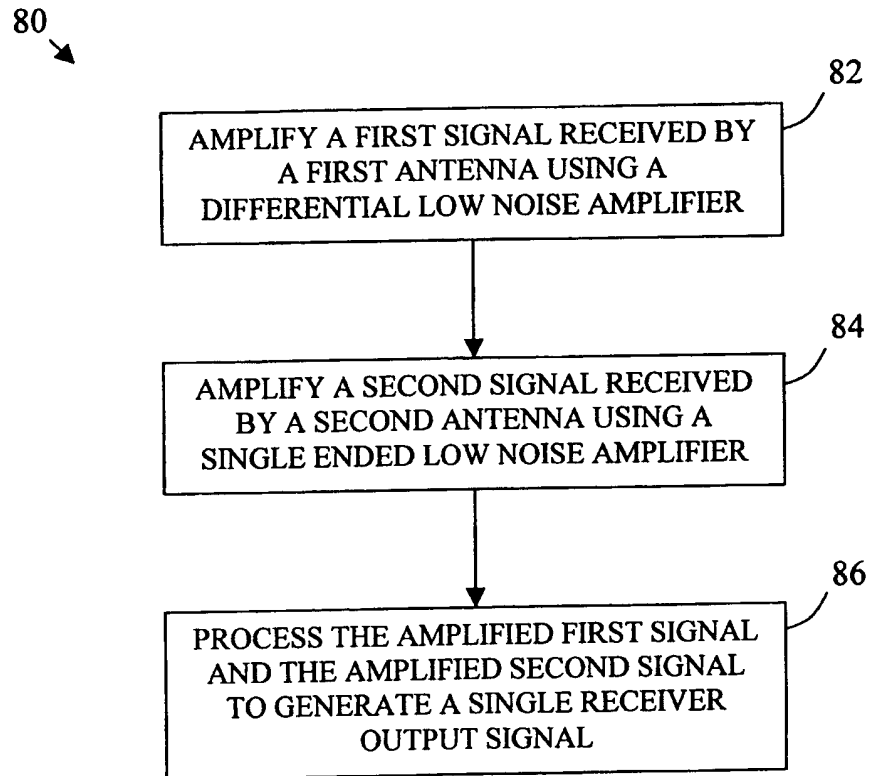 80
82
AMPLIFY A FIRST SIGNAL RECEIVED BY
A FIRST ANTENNA USING A
DIFFERENTIAL LOW NOISE AMPLIFIER
84
AMPLIFY A SECOND SIGNAL RECEIVED
BY A SECOND ANTENNA USING A
SINGLE ENDED LOW NOISE AMPLIFIER
86
PROCESS THE AMPLIFIED FIRST SIGNAL
AND THE AMPLIFIED SECOND SIGNAL
TO GENERATE A SINGLE RECEIVER
OUTPUT SIGNAL